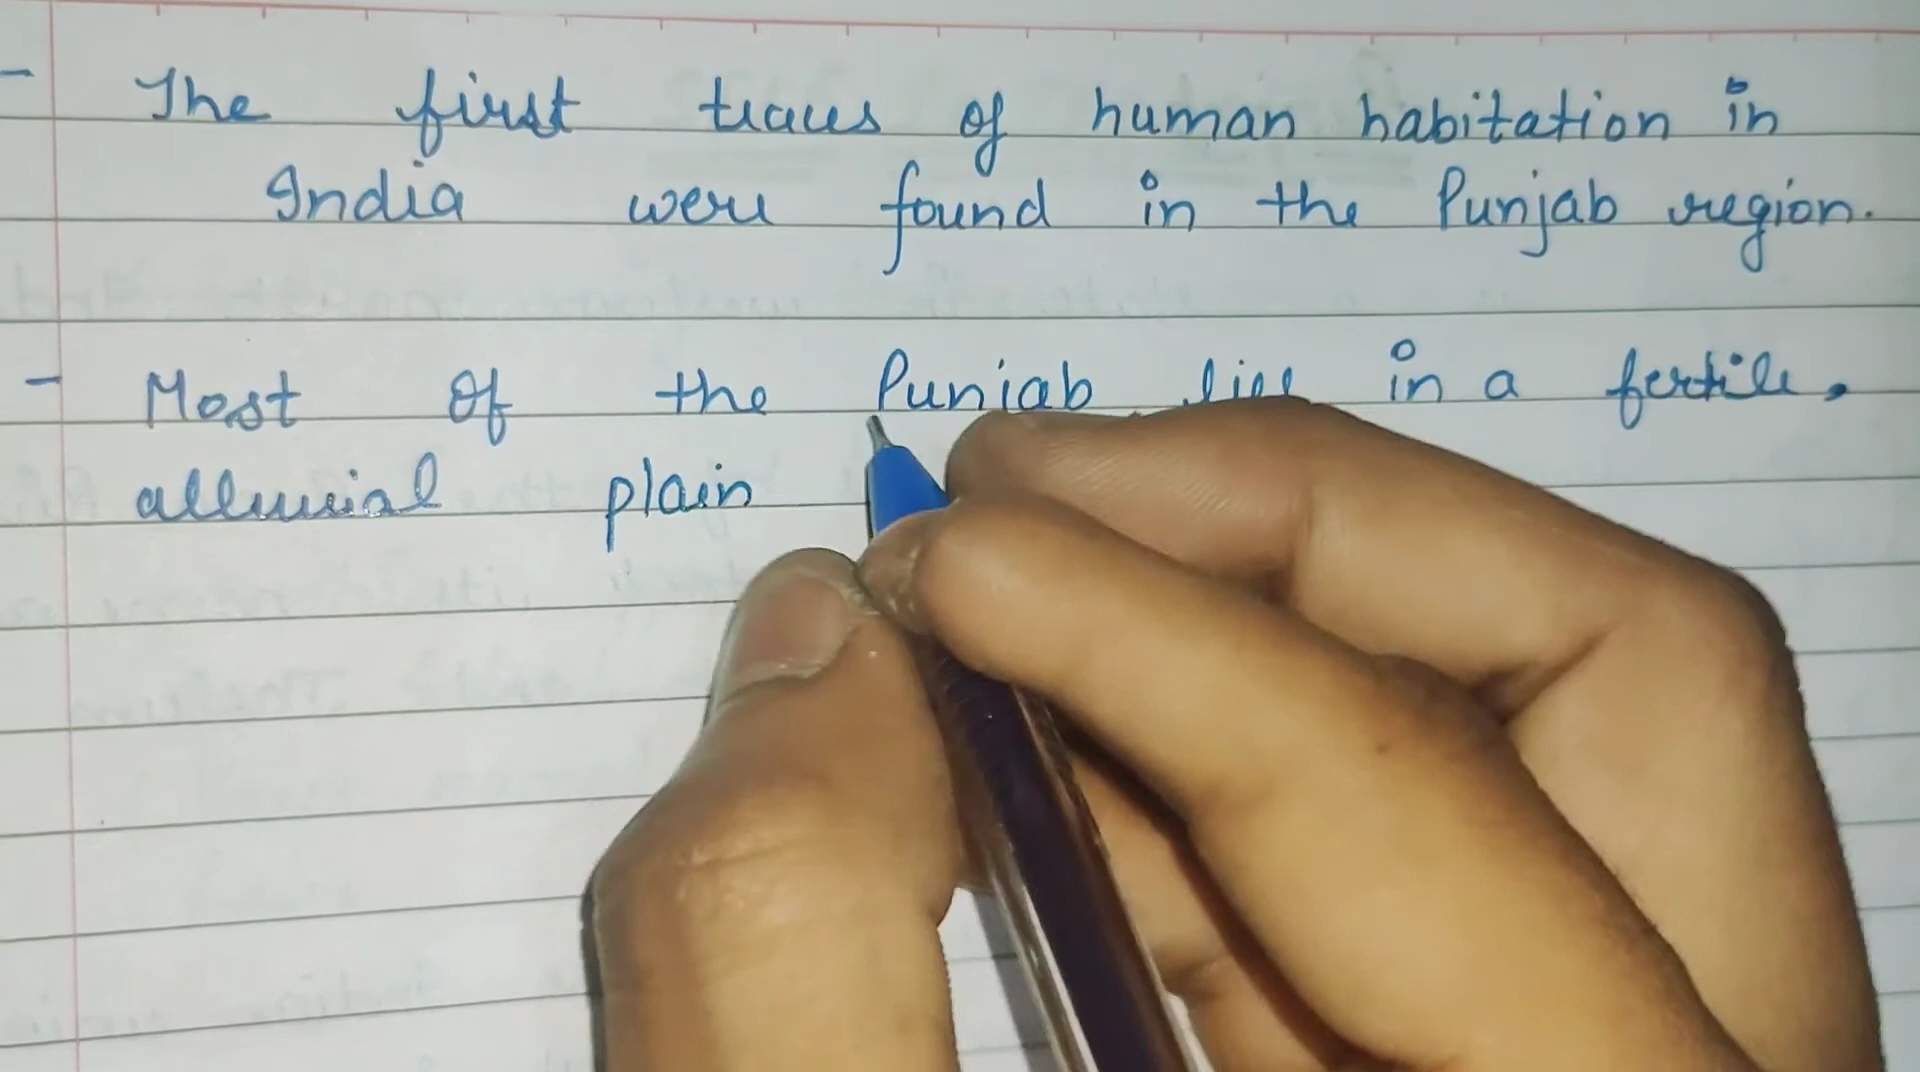 - The first traces of human habitation in
India were found in the Punjab region.
- Most of the Punjab lies in a fertile,
alluvial plain